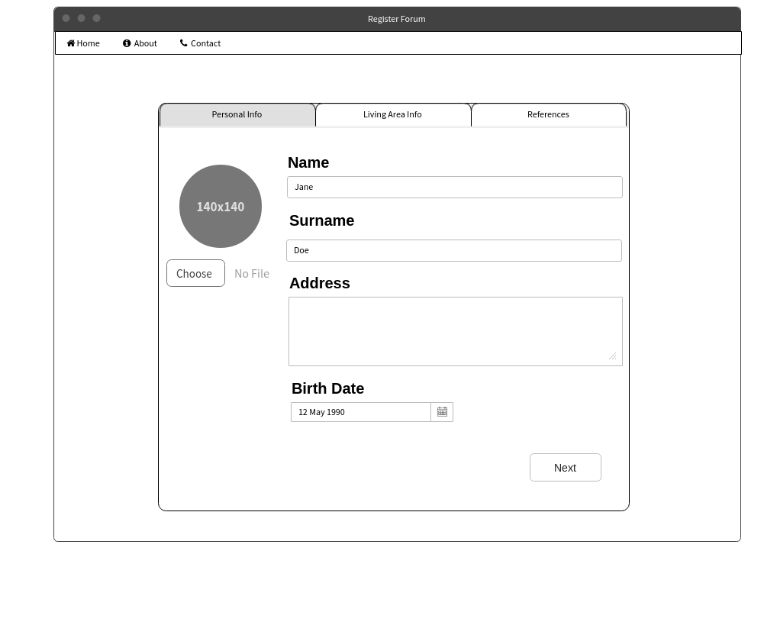 Register Forum
Home About Contact
Personal Info Living Area Info References
Name
Jane
140x140
Surname
Doe
Choose No File
Address
Birth Date
12 May 1990
Next